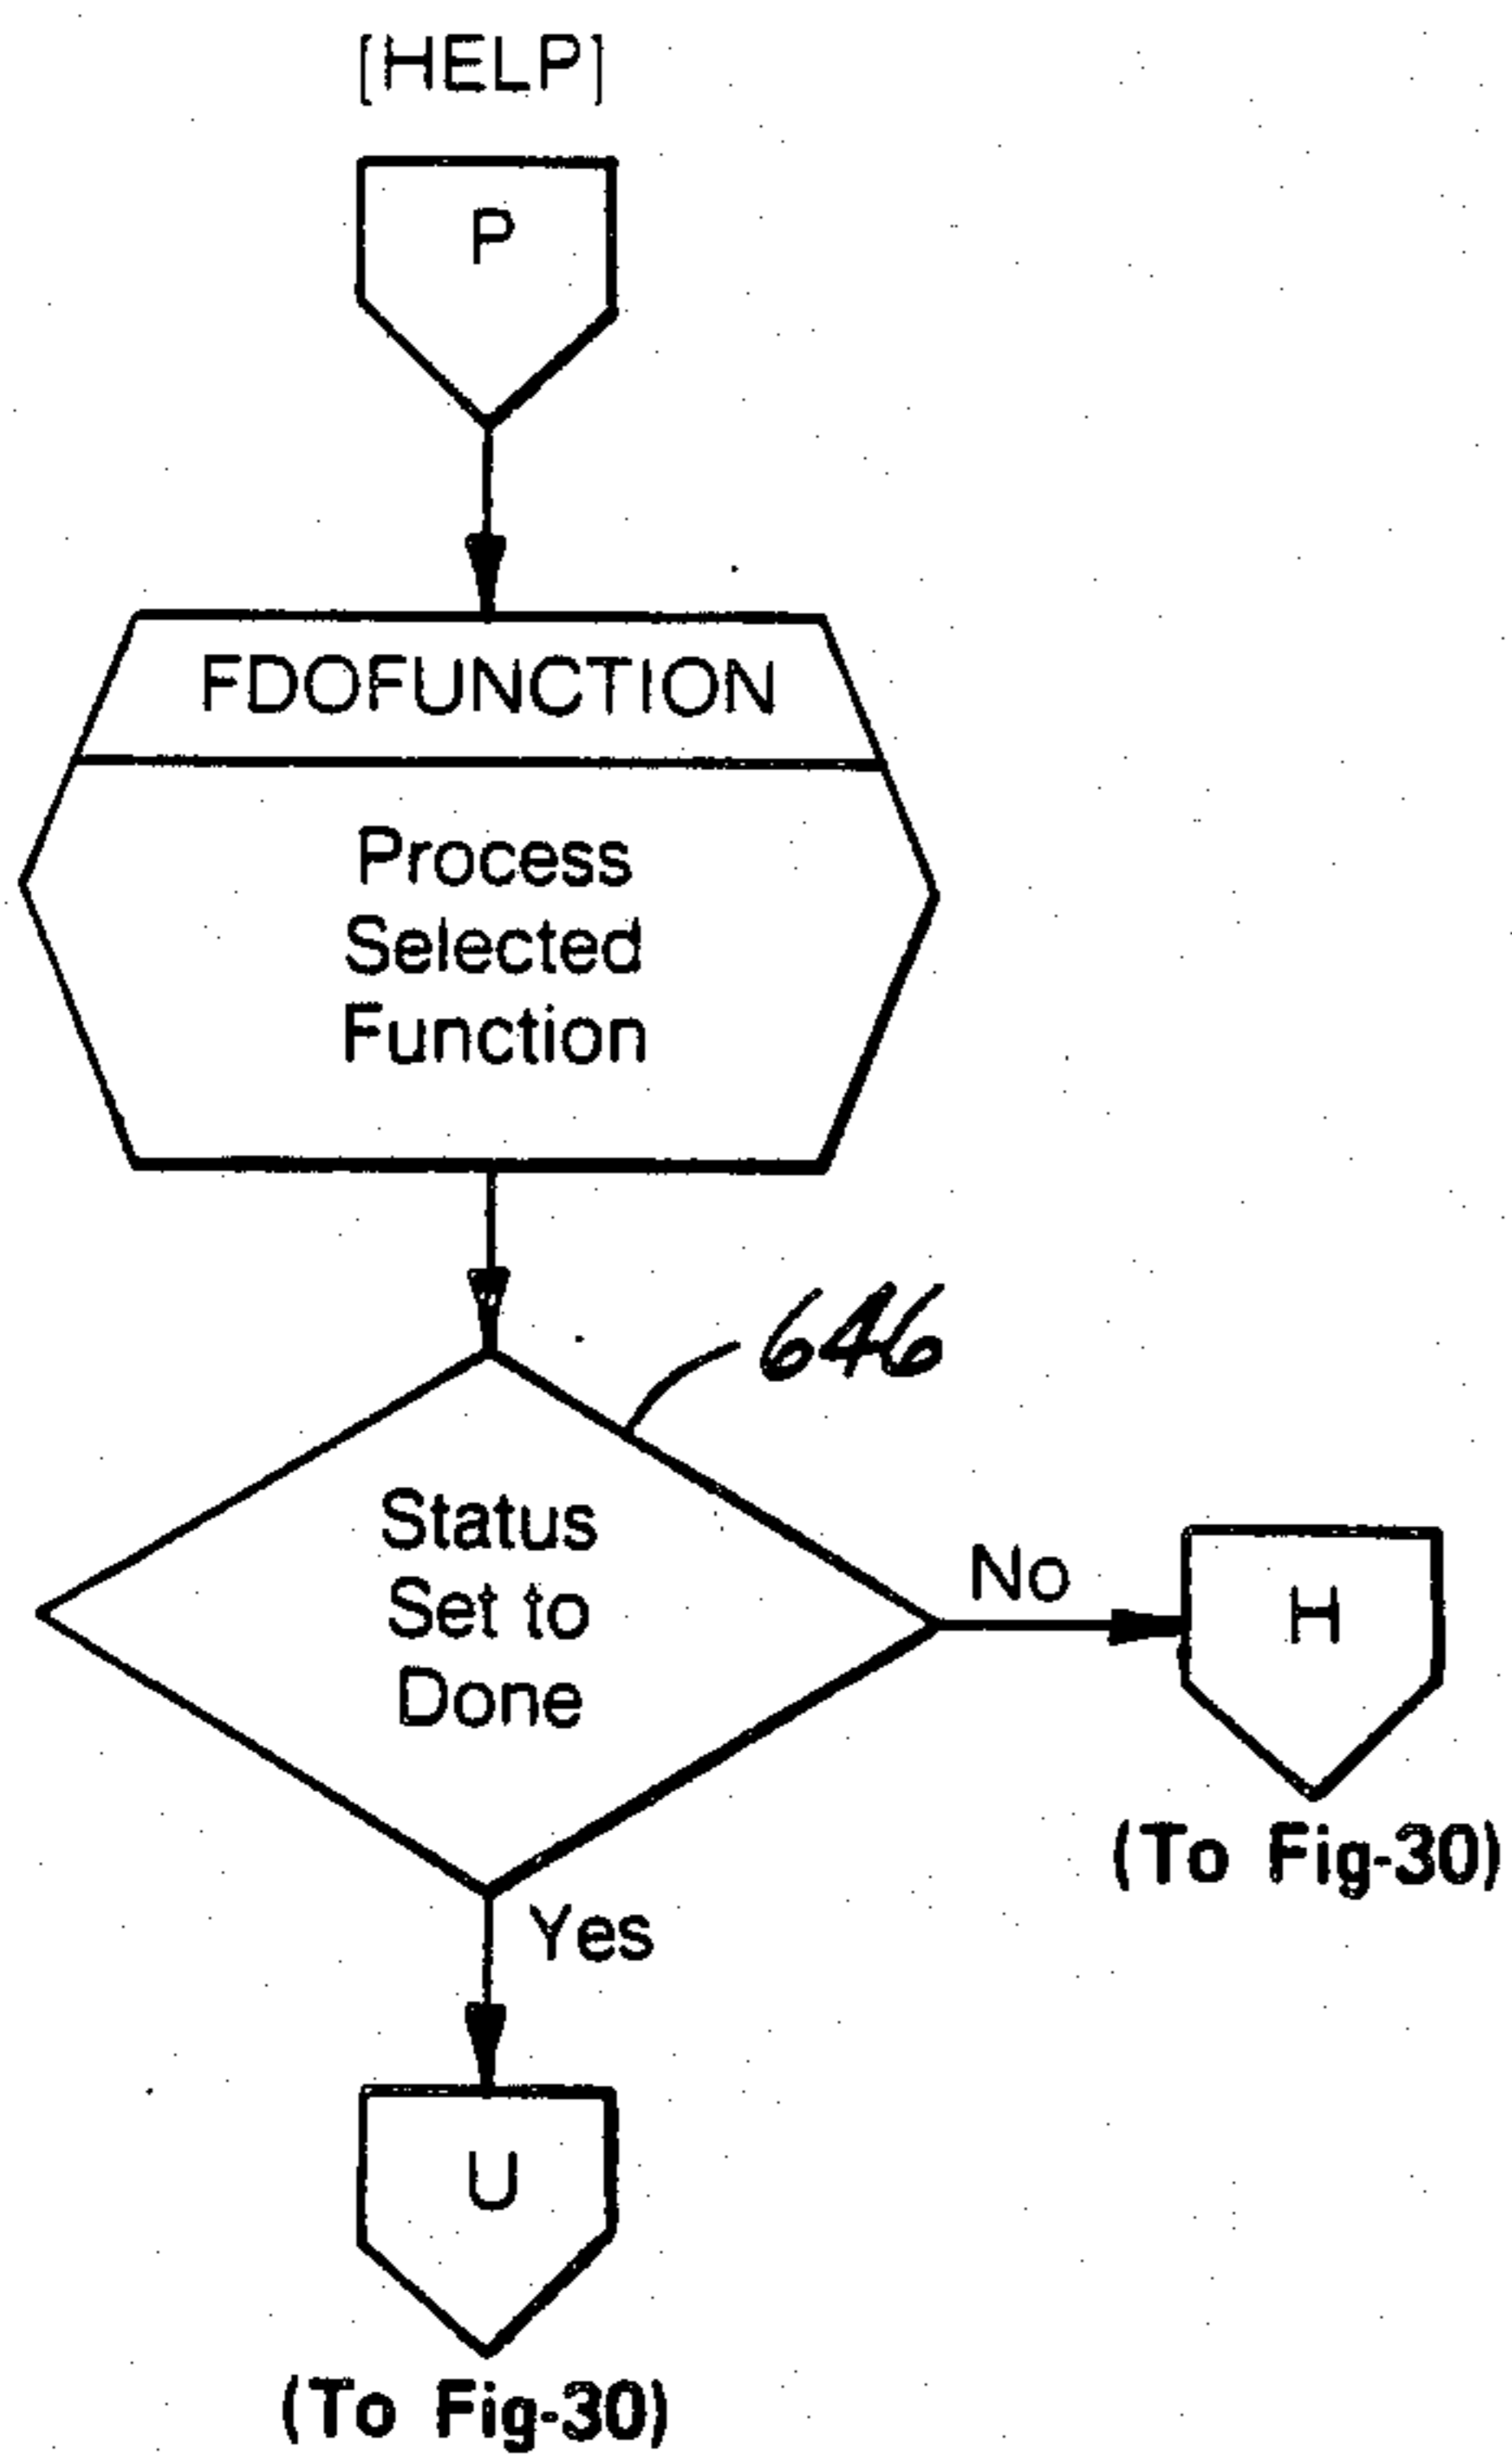 [HELP]
P
FDOFUNCTION
Process
Selected
Function
646
Status
Set to
Done
No
H
(To Fig-30)
Yes
U
(To Fig-30)